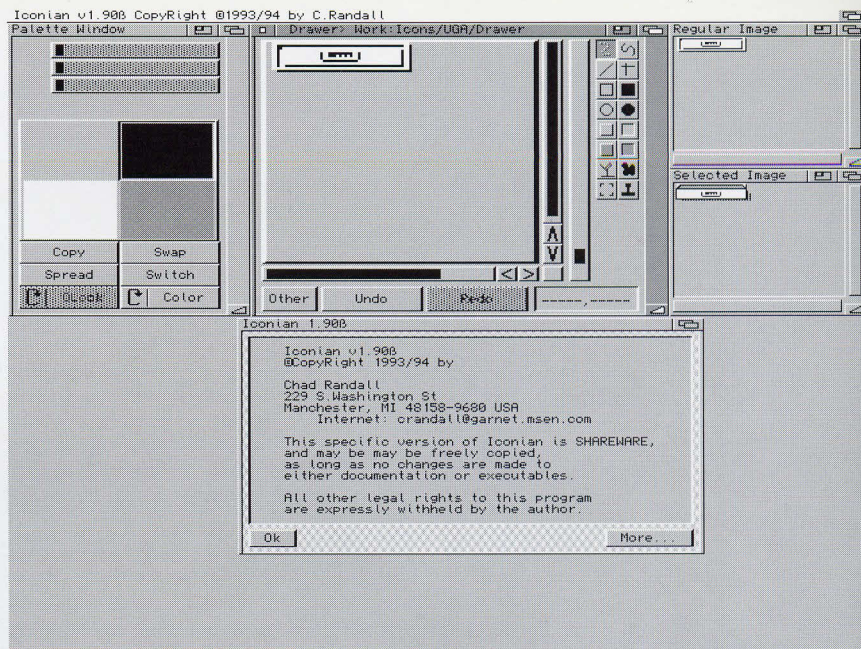 Iconian v1.90ß CopyRight @1993/94 by C.Randall
Palette Window
Drawer> Work:Icons/UGA/Drawer
Regular Image
Selected Image
Copy
Swap
Spread
Switch
Color
Other
Undo
Redo
-----,-----
Iconian 1.90ß
Iconian v1.90ß
@CopyRight 1993/94 by
Chad Randall
229 S.Washington St
Manchester, MI 48158-9680 USA
Internet: crandall@garnet.msen.com
This specific version of Iconian is SHAREWARE,
and may be may be freely copied,
as long as no changes are made to
either documentation or executables.
All other legal rights to this program
are expressly withheld by the author.
Ok
More...